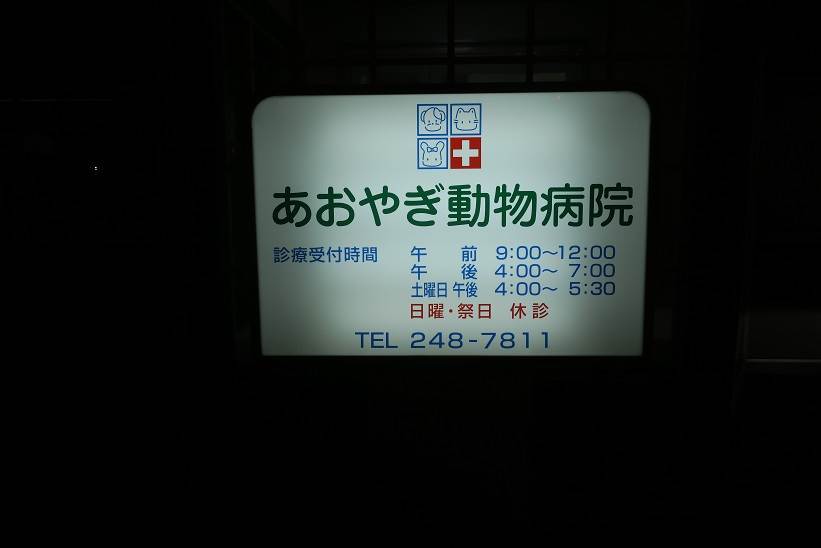 あおやぎ動物病院
診療受付時間 午 前 9:00～12:00
午 後 4:00～ 7:00
土曜日 午後 4:00～ 5:30
日曜・祭日 休診
TEL 248-7811